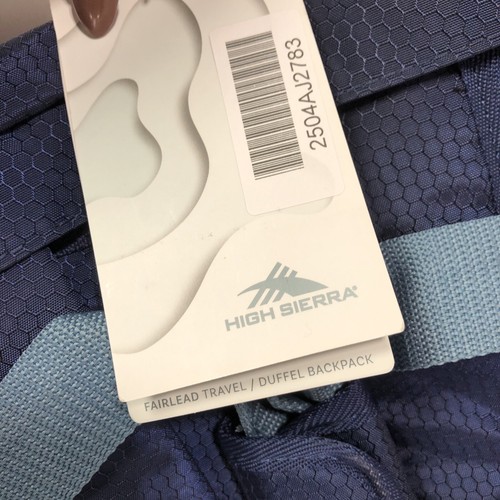 2504AJ2783
HIGH SIERRA®
FAIRLEAD TRAVEL / DUFFEL BACKPACK